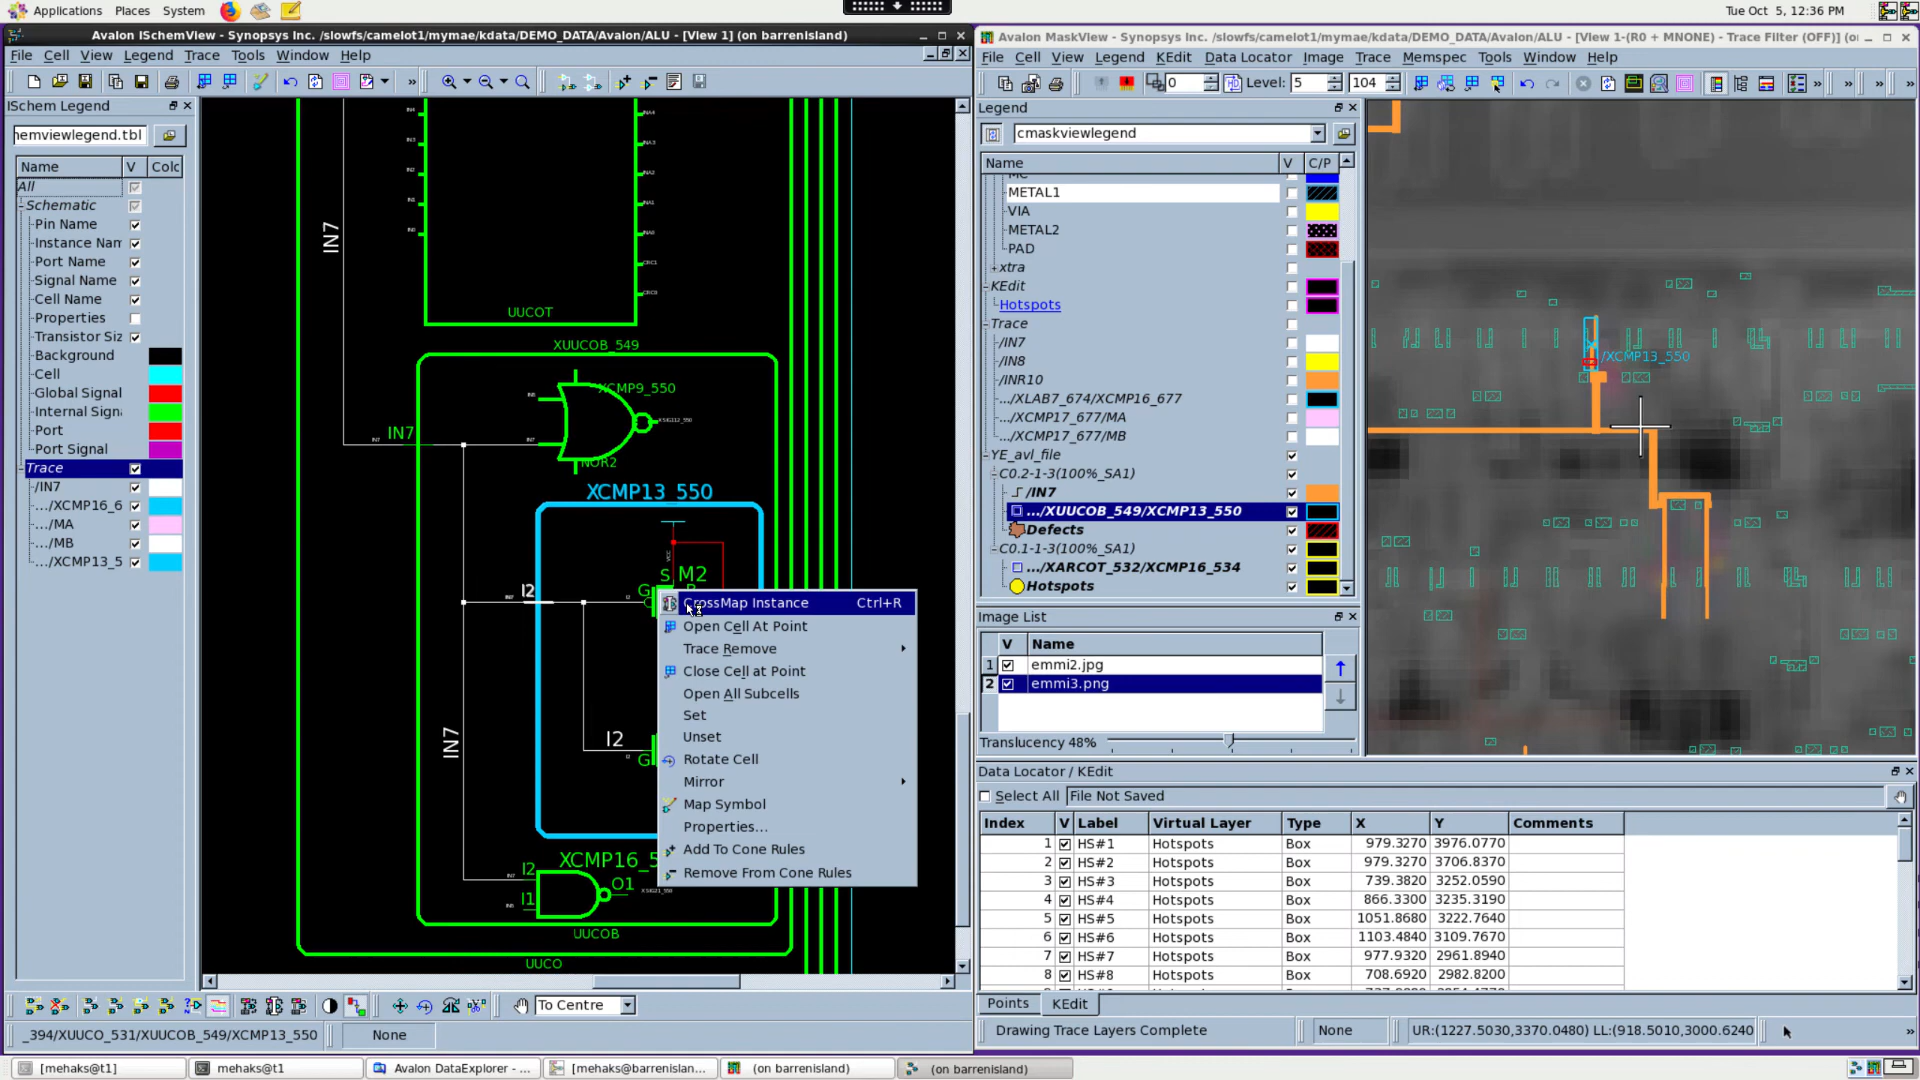 Applications Places System
Tue Oct 5, 12:36 PM
Avalon ISchemView - Synopsys Inc. /slowfs/camelot1/mymae/kdata/DEMO_DATA/Avalon/ALU - [View 1] (on barrenisland)
File Cell View Legend Trace Tools Window Help
ISchem Legend
hemviewlegend.tbl
Name V Colc
All
Schematic
Pin Name
Instance Nam
Port Name
Signal Name
Cell Name
Properties
Transistor Siz
Background
Cell
Global Signal
Internal Signa
Port
Port Signal
Trace
/IN7
.../XCMP16_6
.../MA
.../MB
.../XCMP13_5
IN7
UUCOT
XUUCOB_549
XCMP9_550
IN7
NOR2
XCMP13_550
S M2
G
I2
I2
G
IN7
XCMP16_5
I2
I1
O1
UUCOB
UUCO
CrossMap Instance Ctrl+R
Open Cell At Point
Trace Remove
Close Cell at Point
Open All Subcells
Set
Unset
Rotate Cell
Mirror
Map Symbol
Properties...
Add To Cone Rules
Remove From Cone Rules
To Centre
_394/XUUCO_531/XUUCOB_549/XCMP13_550
None
Avalon MaskView - Synopsys Inc. /slowfs/camelot1/mymae/kdata/DEMO_DATA/Avalon/ALU - [View 1-(R0 + MNONE) - Trace Filter (OFF)] (o
File Cell View Legend KEdit Data Locator Image Trace Memspec Tools Window Help
0 Level: 5 104
Legend
cmaskviewlegend
Name V C/P
METAL1
VIA
METAL2
PAD
xtra
KEdit
Hotspots
Trace
/IN7
/IN8
/INR10
.../XLAB7_674/XCMP16_677
.../XCMP17_677/MA
.../XCMP17_677/MB
YE_avl_file
C0.2-1-3(100%_SA1)
/IN7
.../XUUCOB_549/XCMP13_550
Defects
C0.1-1-3(100%_SA1)
.../XARCOT_532/XCMP16_534
Hotspots
Image List
V Name
1 emmi2.jpg
2 emmi3.png
Translucency 48%
/XCMP13_550
Data Locator / KEdit
Select All File Not Saved
Index V Label Virtual Layer Type X Y Comments
1 HS#1 Hotspots Box 979.3270 3976.0770
2 HS#2 Hotspots Box 979.3270 3706.8370
3 HS#3 Hotspots Box 739.3820 3252.0590
4 HS#4 Hotspots Box 866.3300 3235.3190
5 HS#5 Hotspots Box 1051.8680 3222.7640
6 HS#6 Hotspots Box 1103.4840 3109.7670
7 HS#7 Hotspots Box 977.9320 2961.8940
8 HS#8 Hotspots Box 708.6920 2982.8200
Points KEdit
Drawing Trace Layers Complete None UR:(1227.5030,3370.0480) LL:(918.5010,3000.6240
[mehaks@t1] mehaks@t1 Avalon DataExplorer - ... [mehaks@barrenislan... (on barrenisland) (on barrenisland)